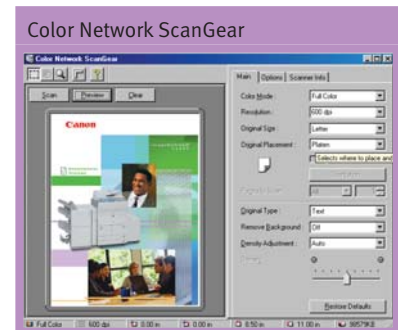 Color Network ScanGear
Color Network ScanGear
Main Options Scanner Info
Scan Preview Clear
Canon
Color Mode : Full Color
Resolution : 600 dpi
Original Size : Letter
Original Placement : Platen
Selects where to place and
Original Type : Text
Remove Background : Off
Density Adjustment : Auto
Restore Defaults
Full Color 600 dpi 0.00 in 0.00 in 8.50 in 11.00 in